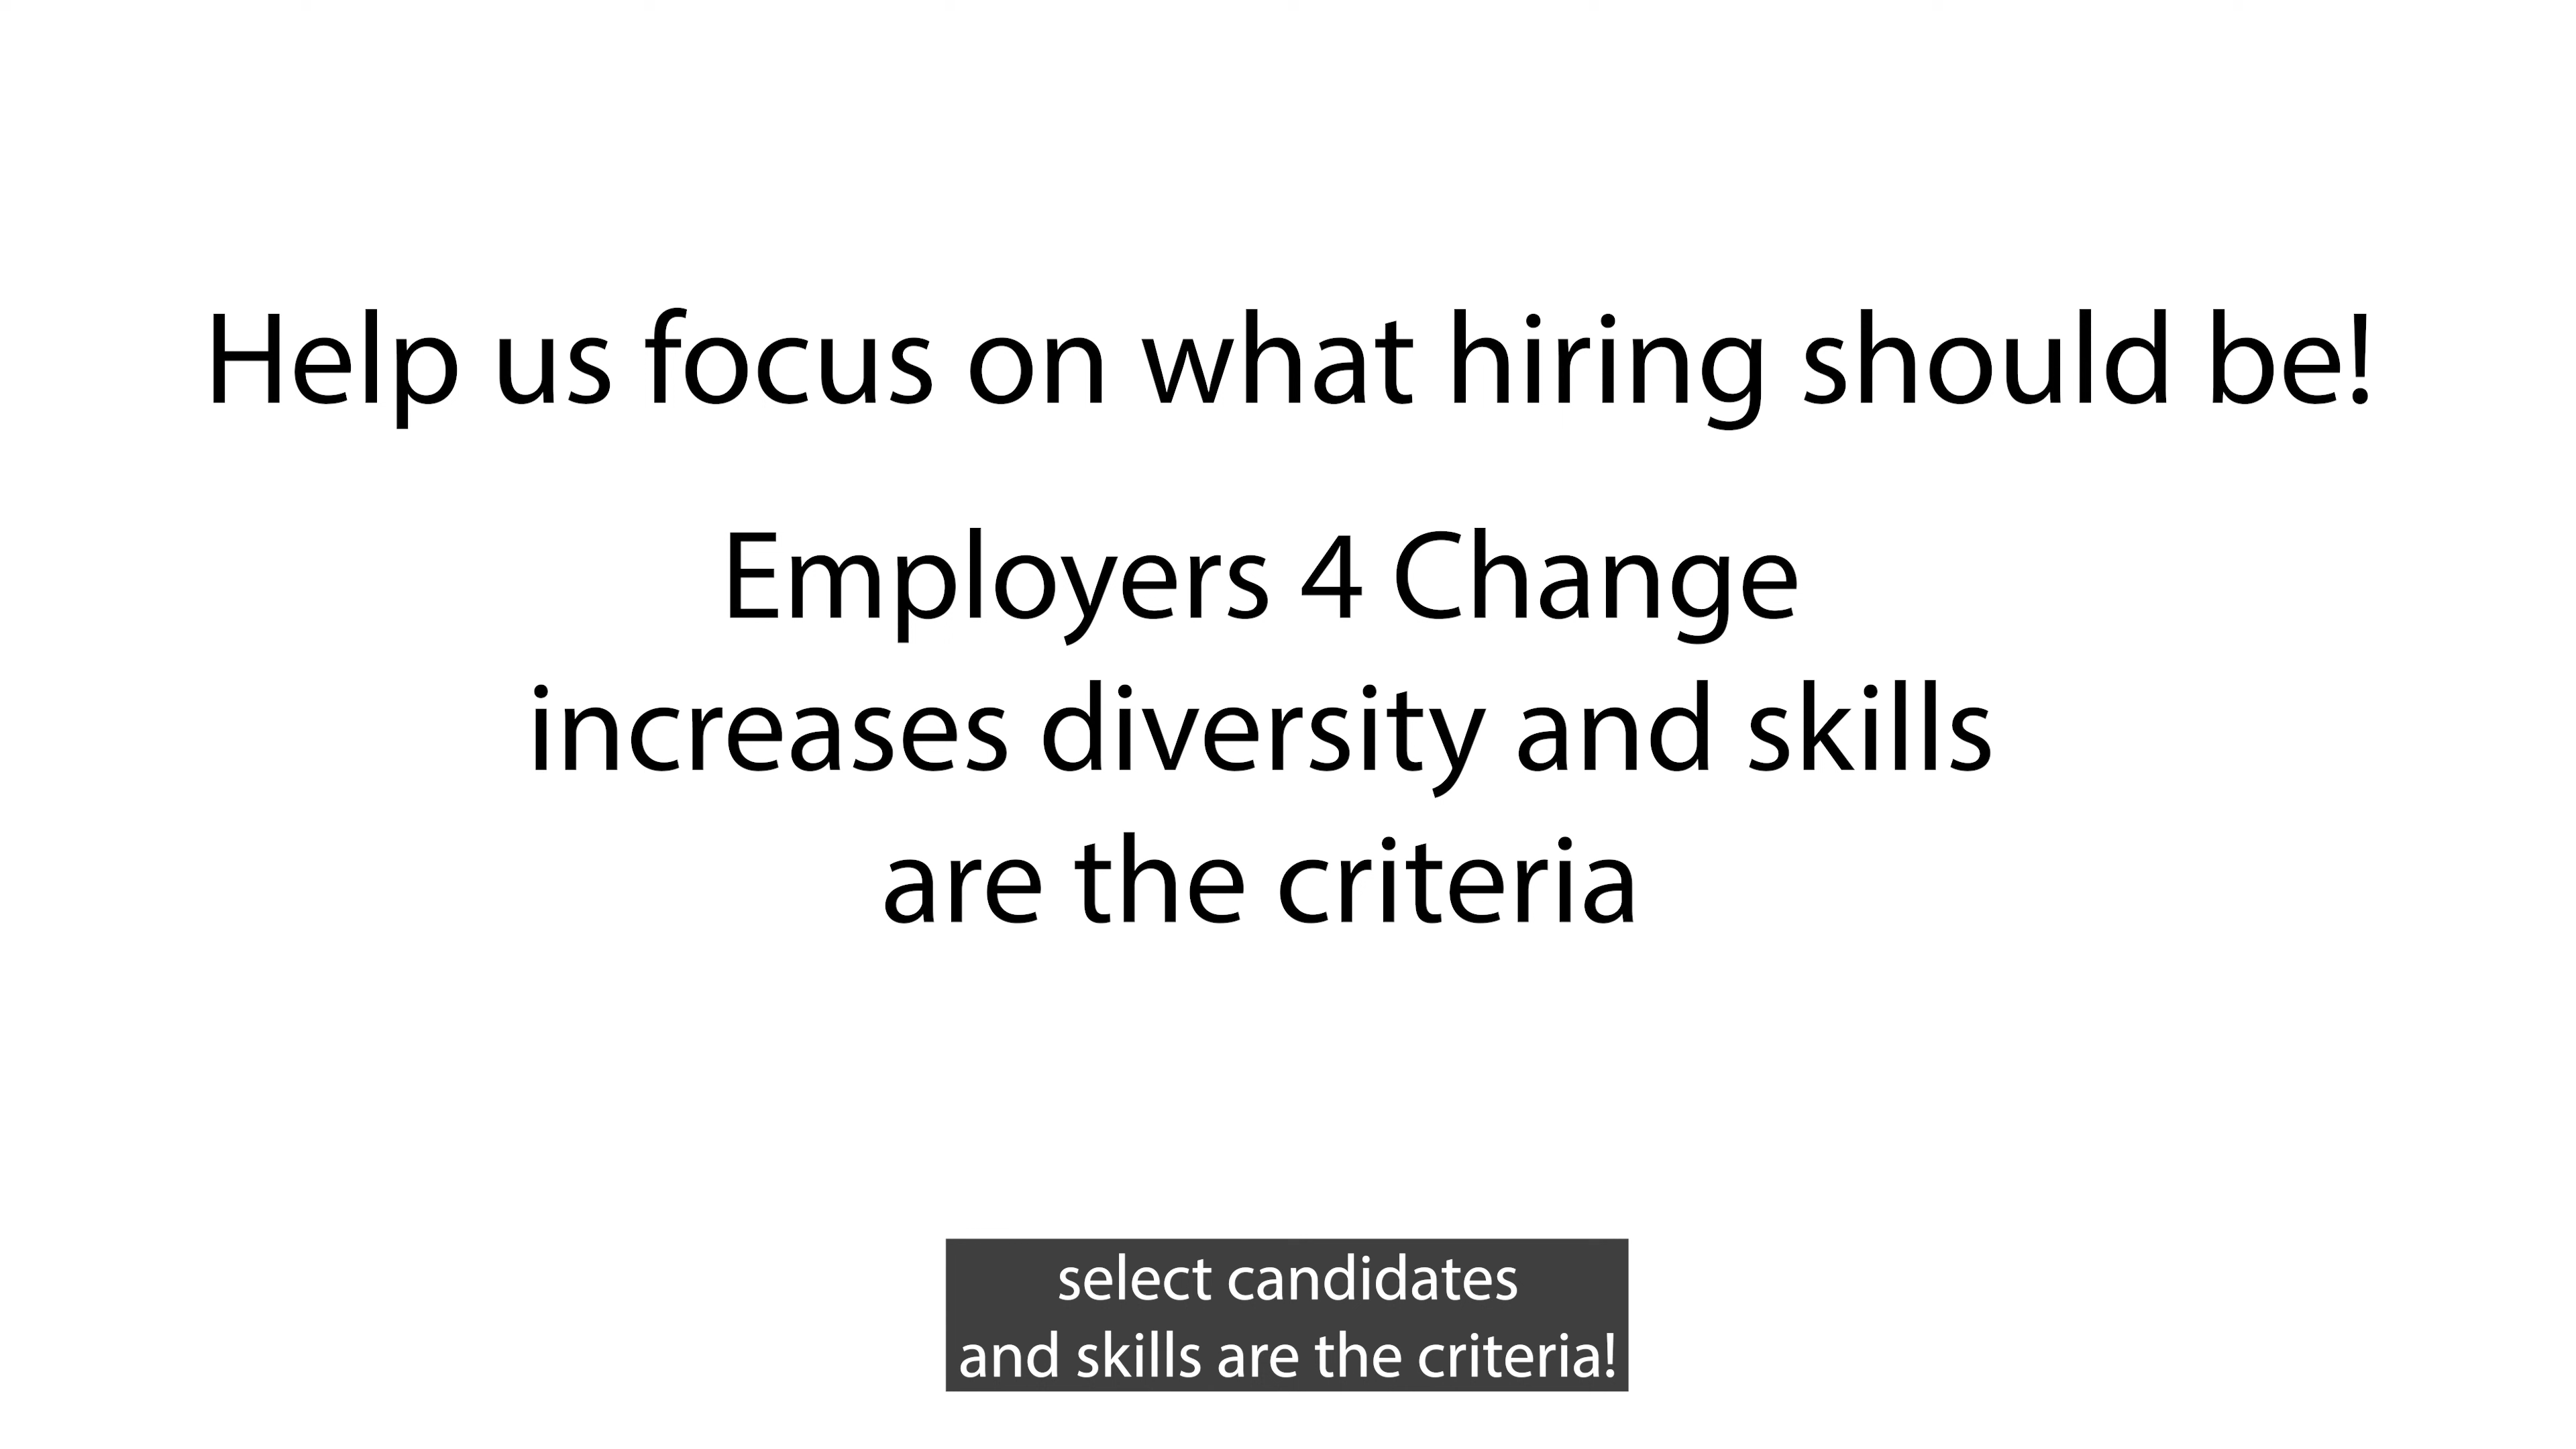 Help us focus on what hiring should be!
Employers 4 Change
increases diversity and skills
are the criteria
select candidates
and skills are the criteria!